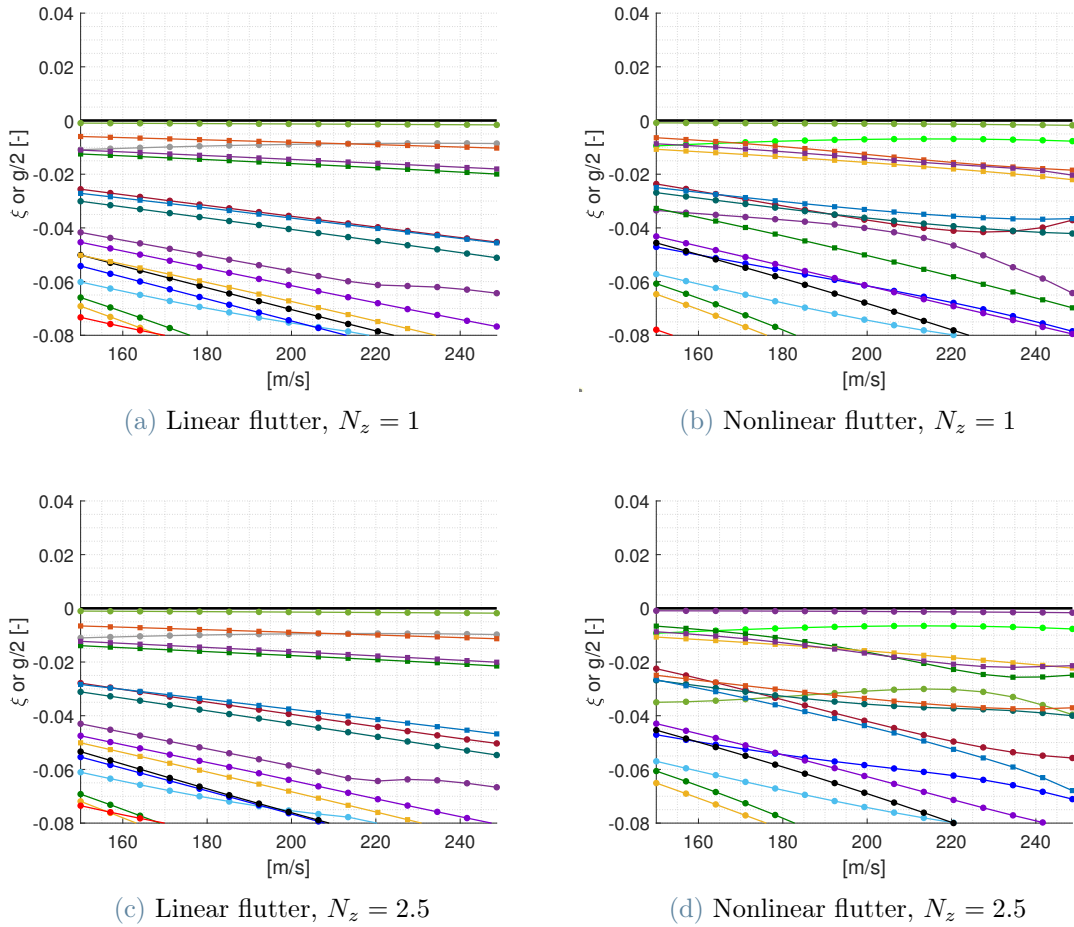 0.04
0.02
0
-0.02
-0.04
-0.06
-0.08
ξ or g/2 [-]
160 180 200 220 240
[m/s]
(a) Linear flutter, N_z = 1
0.04
0.02
0
-0.02
-0.04
-0.06
-0.08
ξ or g/2 [-]
160 180 200 220 240
[m/s]
(b) Nonlinear flutter, N_z = 1
0.04
0.02
0
-0.02
-0.04
-0.06
-0.08
ξ or g/2 [-]
160 180 200 220 240
[m/s]
(c) Linear flutter, N_z = 2.5
0.04
0.02
0
-0.02
-0.04
-0.06
-0.08
ξ or g/2 [-]
160 180 200 220 240
[m/s]
(d) Nonlinear flutter, N_z = 2.5